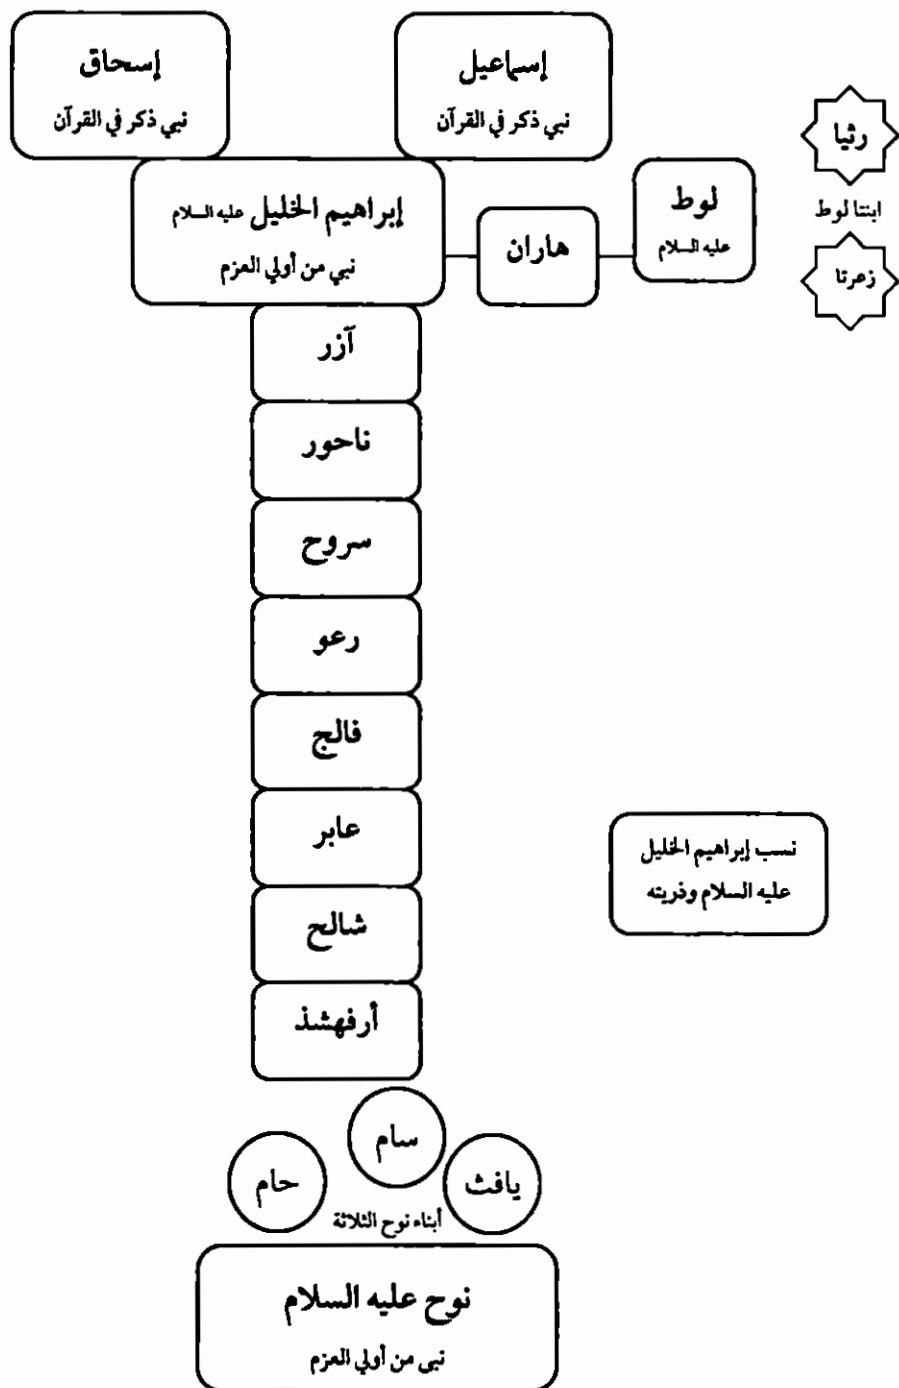 إسماعيل
نبي ذكر في القرآن
إسحاق
نبي ذكر في القرآن
رثيا
ابنتا لوط
زعرتا
لوط
عليه السلام
هاران
إبراهيم الخليل عليه السلام
نبي من أولي العزم
آزر
ناحور
سروح
رعو
فالج
عابر
شالح
أرفهشذ
نسب إبراهيم الخليل
عليه السلام وذريته
سام
يافث
حام
أبناء نوح الثلاثة
نوح عليه السلام
نبي من أولي العزم